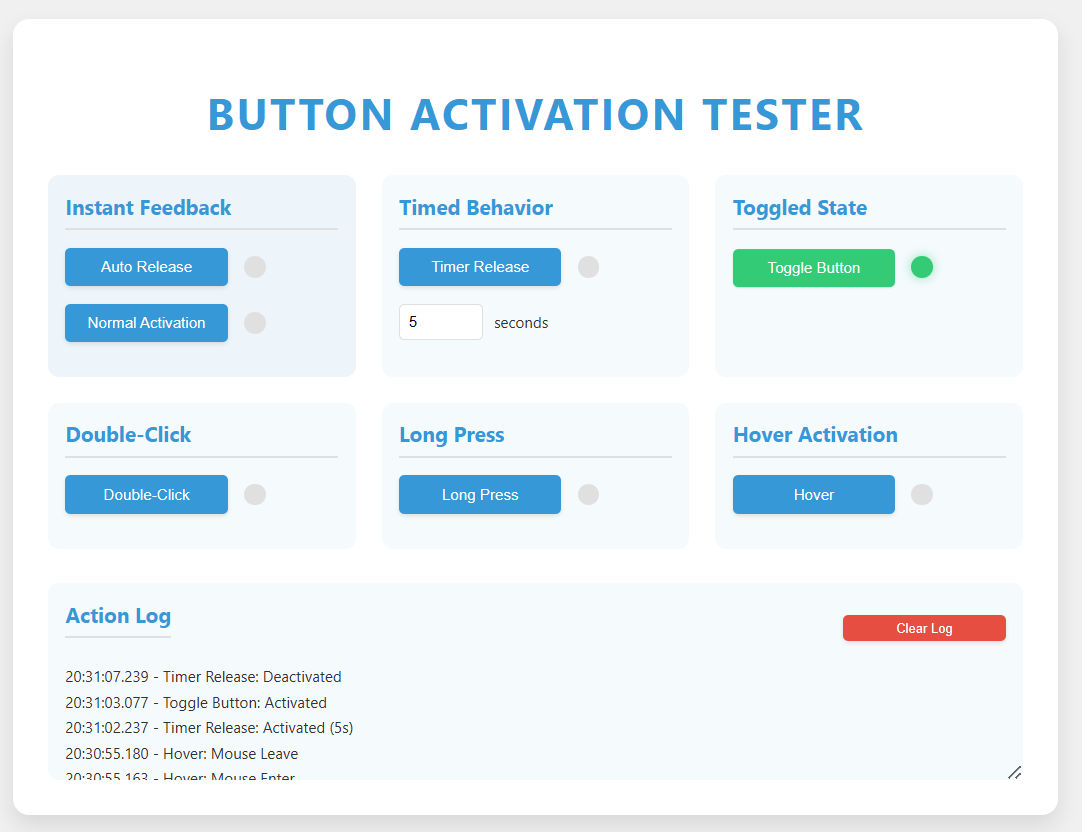 BUTTON ACTIVATION TESTER
Instant Feedback
Auto Release
Normal Activation
Timed Behavior
Timer Release
5 seconds
Toggled State
Toggle Button
Double-Click
Double-Click
Long Press
Long Press
Hover Activation
Hover
Action Log
Clear Log
20:31:07.239 - Timer Release: Deactivated
20:31:03.077 - Toggle Button: Activated
20:31:02.237 - Timer Release: Activated (5s)
20:30:55.180 - Hover: Mouse Leave
20:30:55.163 - Hover: Mouse Enter